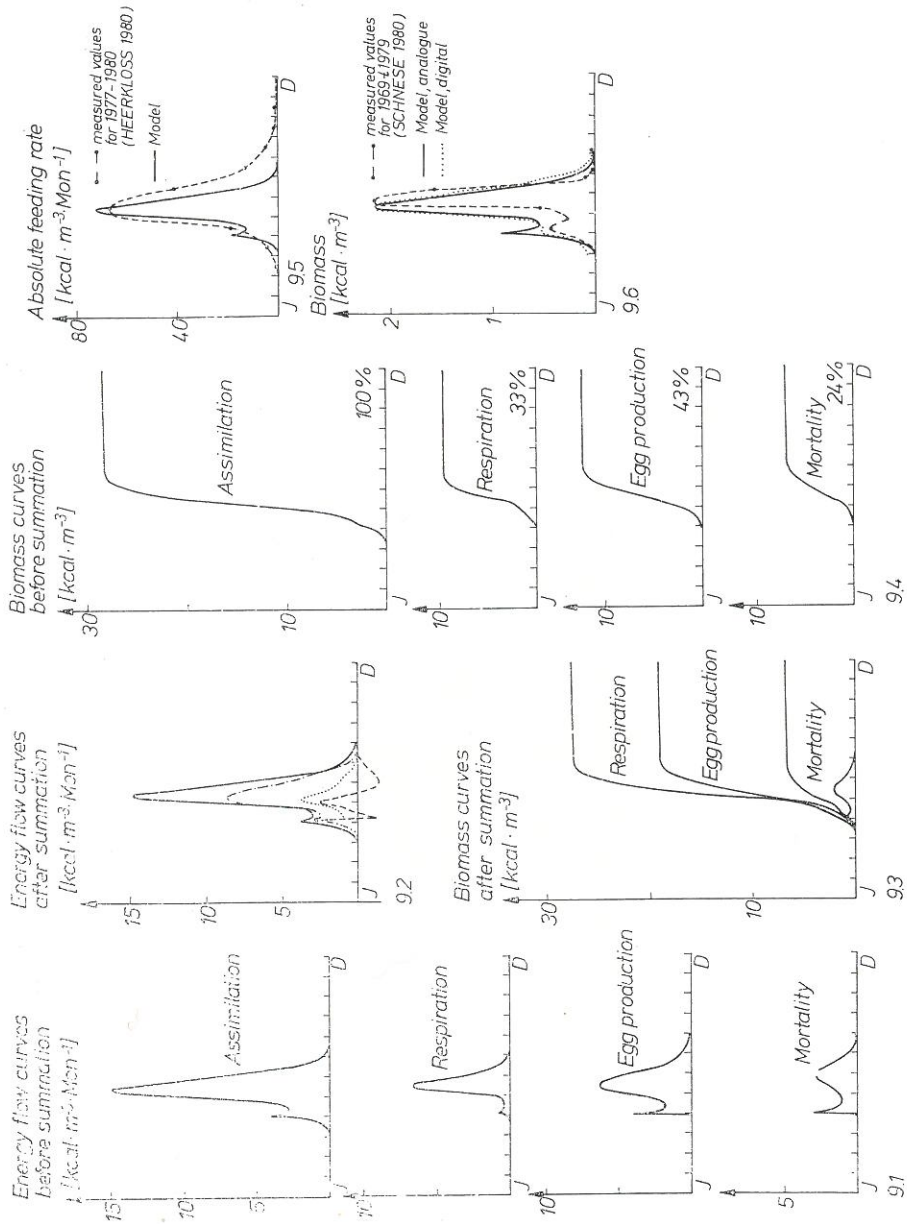 Energy flow curves
before summation
[kcal · m⁻³ · Mon⁻¹]
15
Assimilation
5
J
D
10
Respiration
J
D
10
Egg production
J
D
5
Mortality
J
D
9.1
Energy flow curves
after summation
[kcal · m⁻³ · Mon⁻¹]
15
10
5
J
D
9.2
Biomass curves
after summation
[kcal · m⁻³]
30
Respiration
Egg production
10
Mortality
J
D
9.3
Biomass curves
before summation
[kcal · m⁻³]
30
Assimilation
10
100%
J
D
10
Respiration
33%
J
D
10
Egg production
43%
J
D
10
Mortality
24%
J
D
9.4
Absolute feeding rate
[kcal · m⁻³ · Mon⁻¹]
80
measured values
for 1977-1980
(HEERKLOSS 1980)
Model
40
J
D
9.5
Biomass
[kcal · m⁻³]
measured values
for 1969+1979
(SCHNESE 1980)
Model, analogue
Model, digital
2
1
J
D
9.6